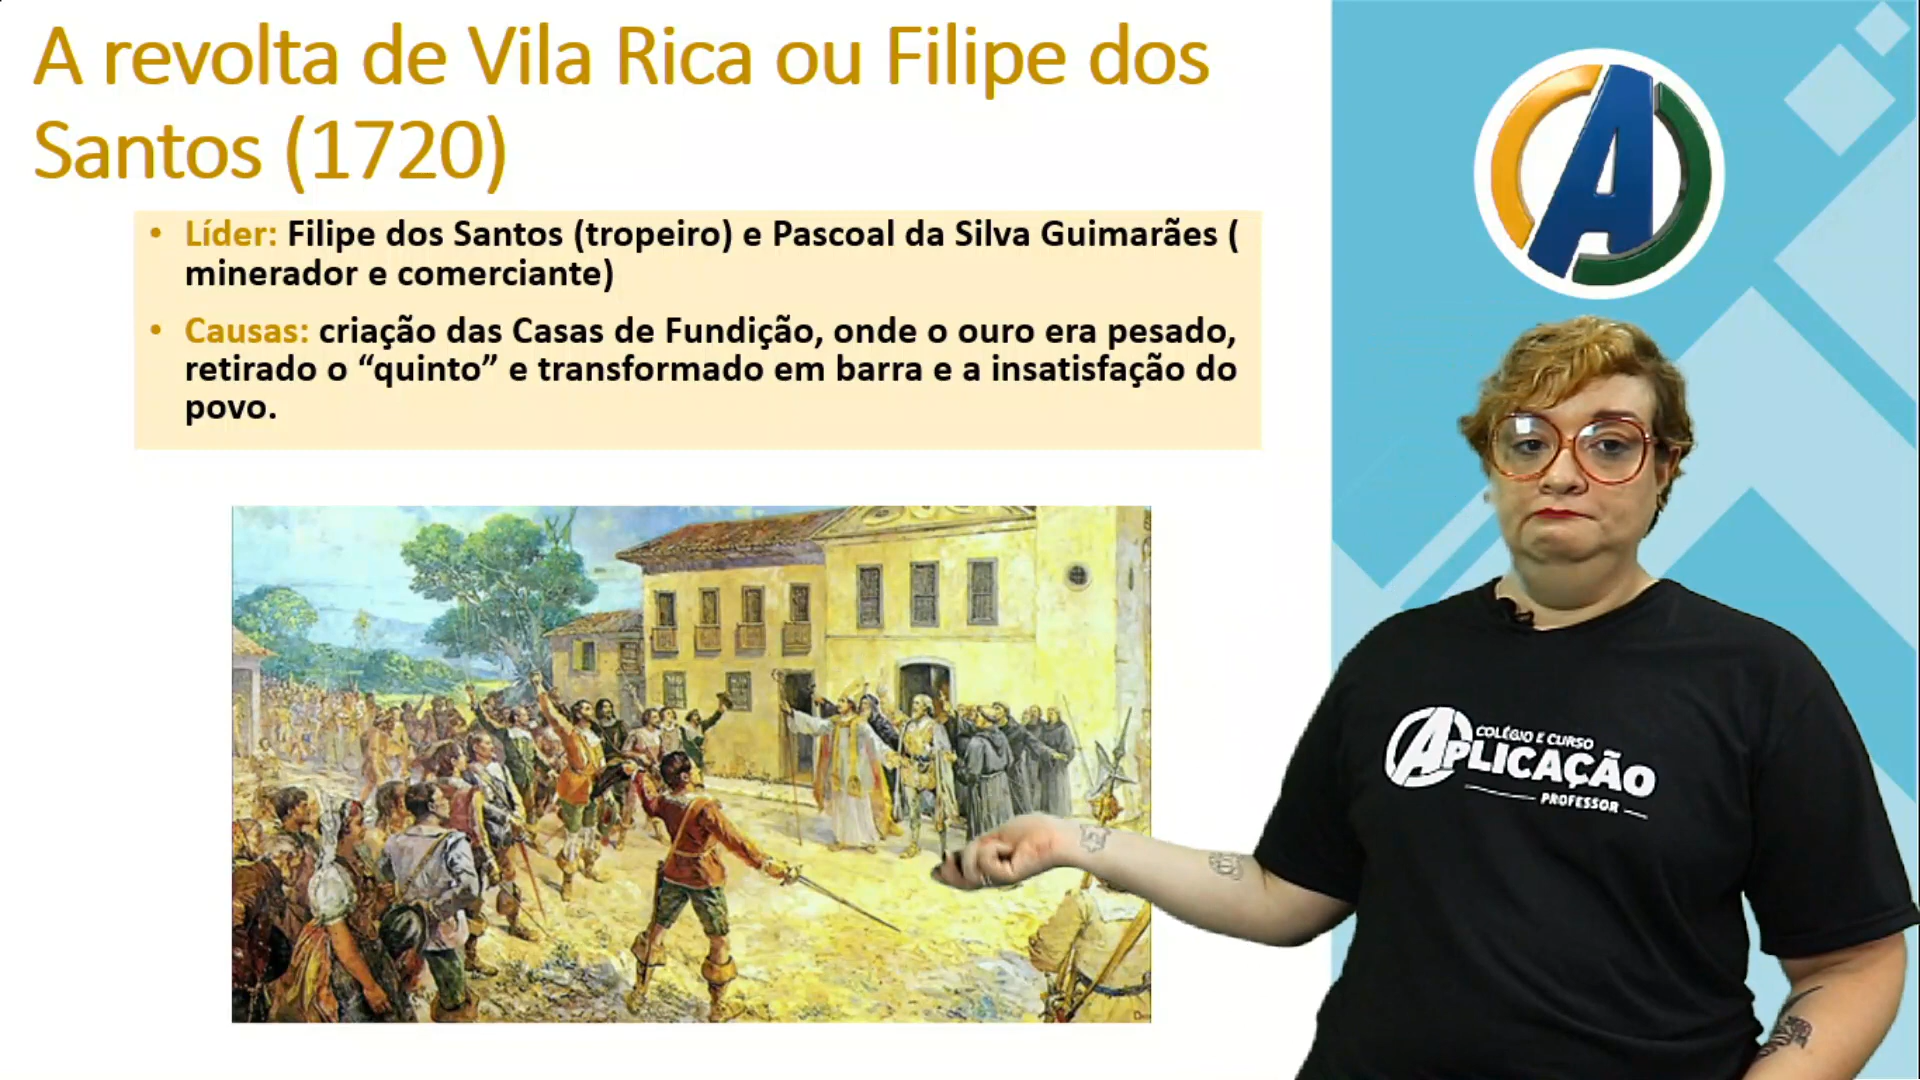 A revolta de Vila Rica ou Filipe dos
Santos (1720)
• Líder: Filipe dos Santos (tropeiro) e Pascoal da Silva Guimarães (
minerador e comerciante)
• Causas: criação das Casas de Fundição, onde o ouro era pesado,
retirado o “quinto” e transformado em barra e a insatisfação do
povo.
A
COLÉGIO E CURSO
APLICAÇÃO
PROFESSOR